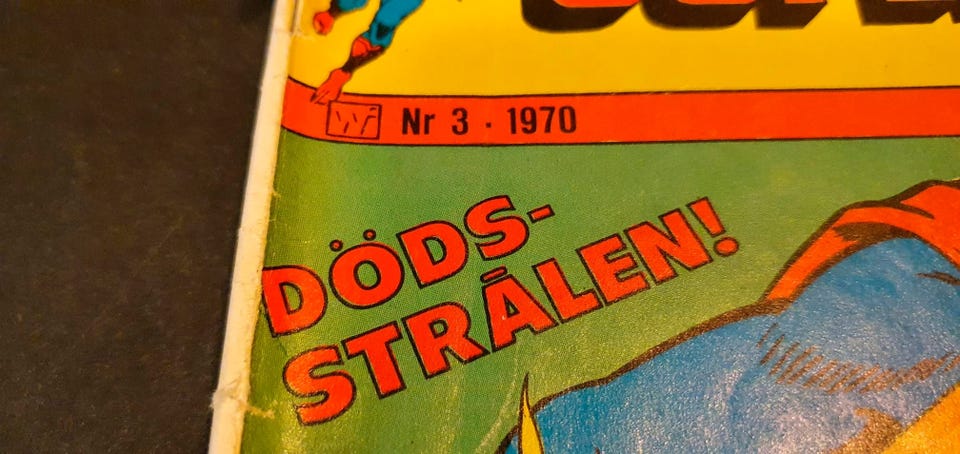 Nr 3 · 1970
DÖDS-
STRÅLEN!